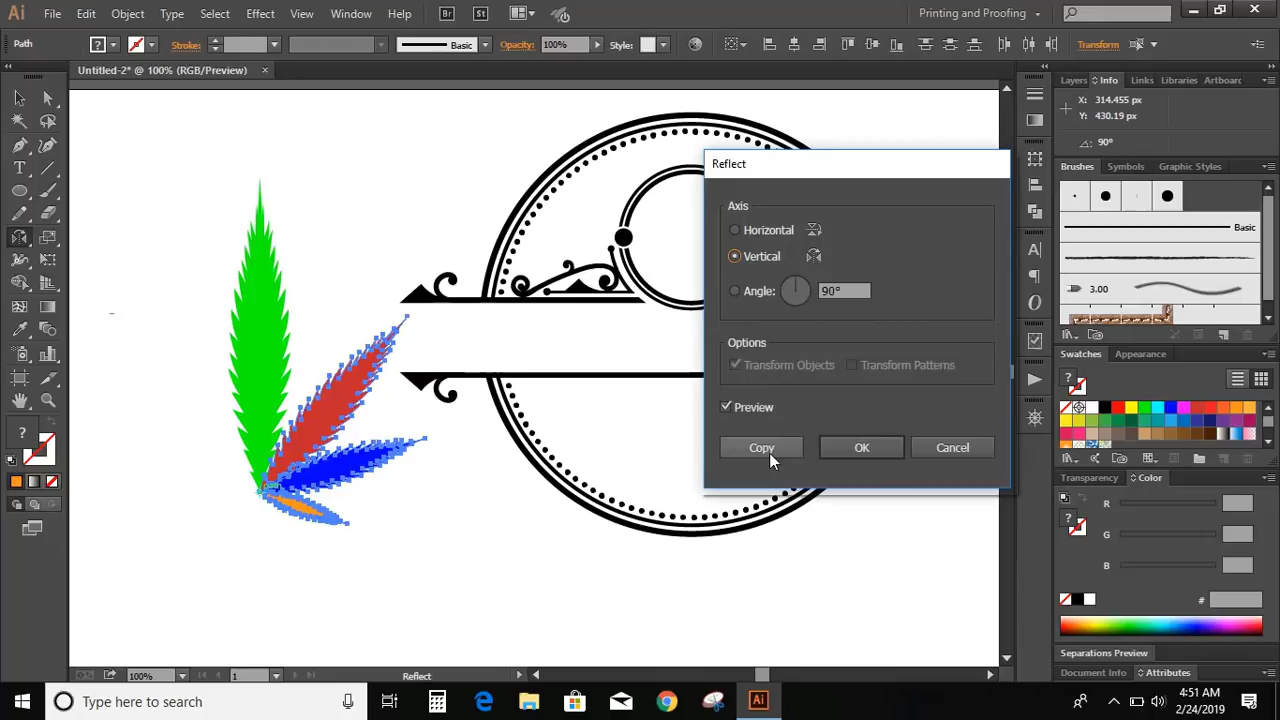 Ai File Edit Object Type Select Effect View Window Help Br St Printing and Proofing
? Stroke: Basic Opacity: 100% Style: Transform
Untitled-2* @ 100% (RGB/Preview) ×
Layers Info Links Libraries Artboarc
X: 314.455 px
Y: 430.19 px
90°
Brushes Symbols Graphic Styles
Basic
3.00
Reflect
Axis
Horizontal
Vertical
Angle: 90°
Options
Transform Objects Transform Patterns
Preview
Copy OK Cancel
Swatches Appearance
?
Transparency Color
R
?
G
B
#
Separations Preview
Document Info Attributes
?
100% 1 Reflect
Type here to search Ai 4:51 AM
2/24/2019